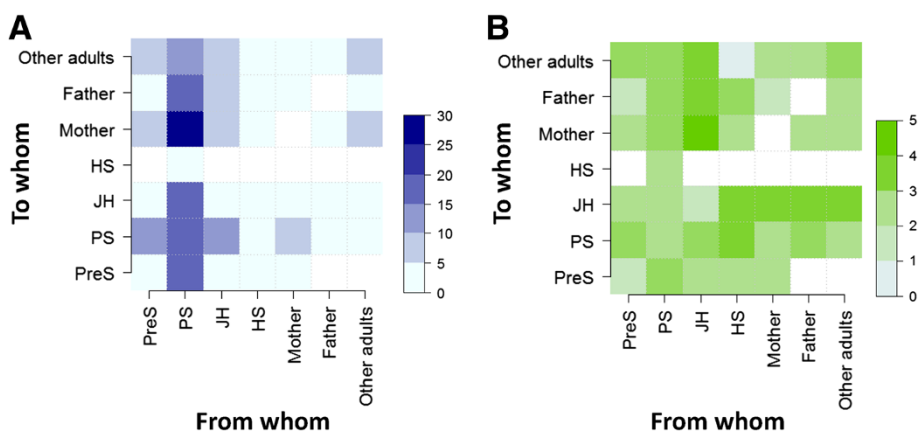 A
To whom
Other adults
Father
Mother
HS
JH
PS
PreS
PreS
PS
JH
HS
Mother
Father
Other adults
From whom
30
25
20
15
10
5
0
B
To whom
Other adults
Father
Mother
HS
JH
PS
PreS
PreS
PS
JH
HS
Mother
Father
Other adults
From whom
5
4
3
2
1
0